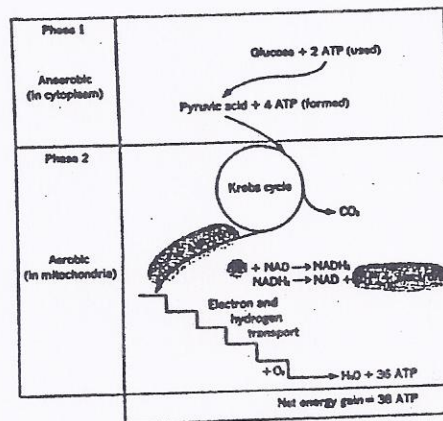 Phase 1
Anaerobic
(in cytoplasm)
Glucose + 2 ATP (used)
Pyruvic acid + 4 ATP (formed)
Phase 2
Aerobic
(in mitochondria)
Krebs cycle
CO₂
+ NAD → NADH₂
NADH₂ → NAD +
Electron and
hydrogen
transport
+O₂
H₂O + 36 ATP
Net energy gain = 38 ATP